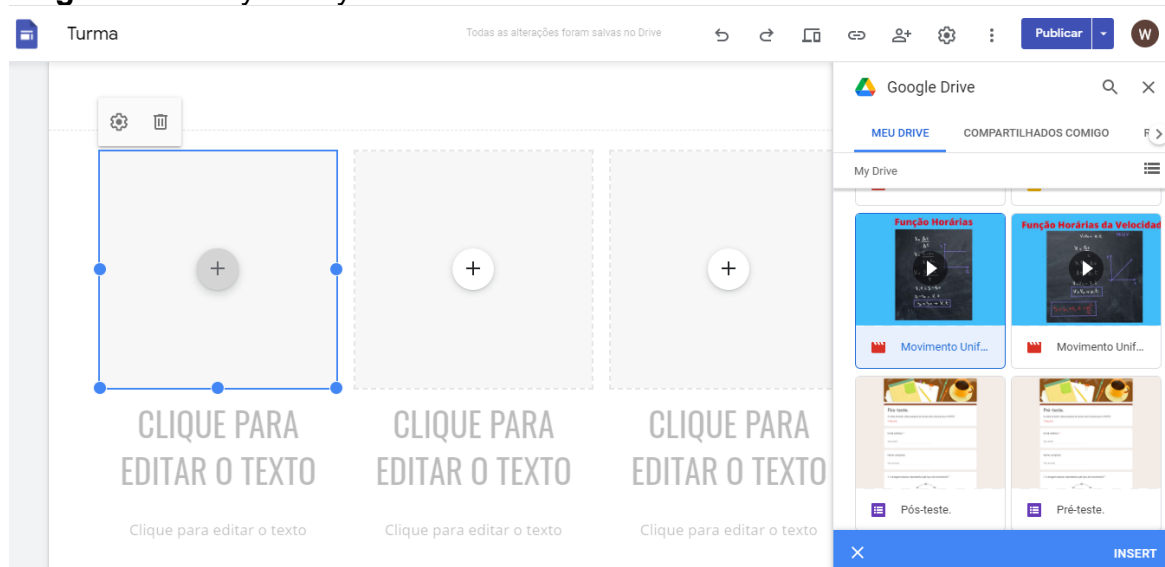 Turma
Todas as alterações foram salvas no Drive
Publicar
W
Google Drive
MEU DRIVE
COMPARTILHADOS COMIGO
My Drive
Função Horárias
Função Horárias da Velocidad
Movimento Unif...
Movimento Unif...
Pós-teste.
Pré-teste.
CLIQUE PARA
EDITAR O TEXTO
Clique para editar o texto
CLIQUE PARA
EDITAR O TEXTO
Clique para editar o texto
CLIQUE PARA
EDITAR O TEXTO
Clique para editar o texto
INSERT